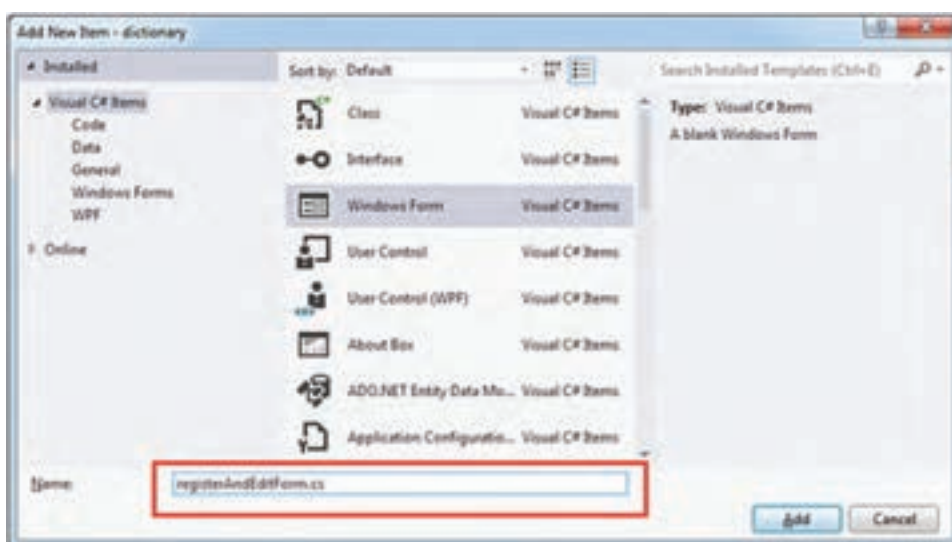 Add New Item - dictionary
Installed
Sort by: Default
Search Installed Templates (Ctrl+E)
Visual C# Items
Code
Data
General
Windows Forms
WPF
Online
Class Visual C# Items
Interface Visual C# Items
Windows Form Visual C# Items
User Control Visual C# Items
User Control (WPF) Visual C# Items
About Box Visual C# Items
ADO.NET Entity Data Mo... Visual C# Items
Application Configuratio... Visual C# Items
Type: Visual C# Items
A blank Windows Form
Name: registerAndEditForm.cs
Add Cancel